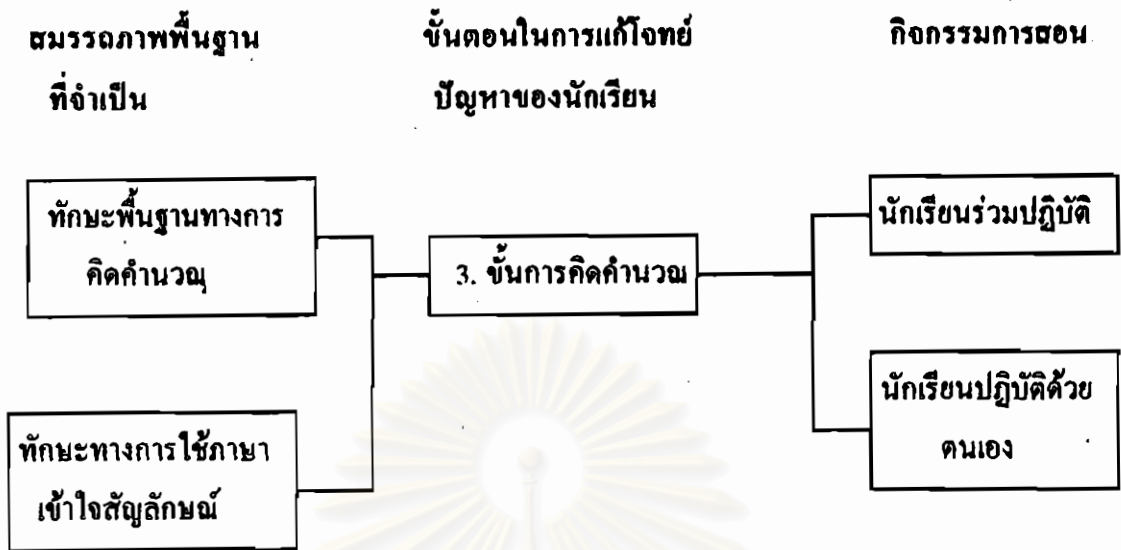 สมรรถภาพพื้นฐาน
ที่จำเป็น
ขั้นตอนในการแก้โจทย์
ปัญหาของนักเรียน
กิจกรรมการสอน
ทักษะพื้นฐานทางการ
คิดคำนวณ
3. ขั้นการคิดคำนวณ
นักเรียนร่วมปฏิบัติ
ทักษะทางการใช้ภาษา
เข้าใจสัญลักษณ์
นักเรียนปฏิบัติด้วย
ตนเอง